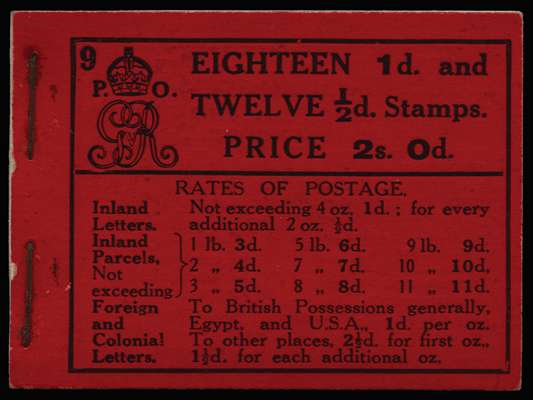 9
P. O.
GVR
EIGHTEEN 1d. and
TWELVE ½d. Stamps.
PRICE 2s. 0d.
RATES OF POSTAGE.
Inland Letters. Not exceeding 4 oz. 1d.; for every
additional 2 oz. ½d.
Inland Parcels, Not exceeding
1 lb. 3d. 5 lb. 6d. 9 lb. 9d.
2 „ 4d. 7 „ 7d. 10 „ 10d.
3 „ 5d. 8 „ 8d. 11 „ 11d.
Foreign and Colonial Letters. To British Possessions generally,
Egypt, and U.S.A., 1d. per oz.
To other places, 2½d. for first oz.,
1½d. for each additional oz.